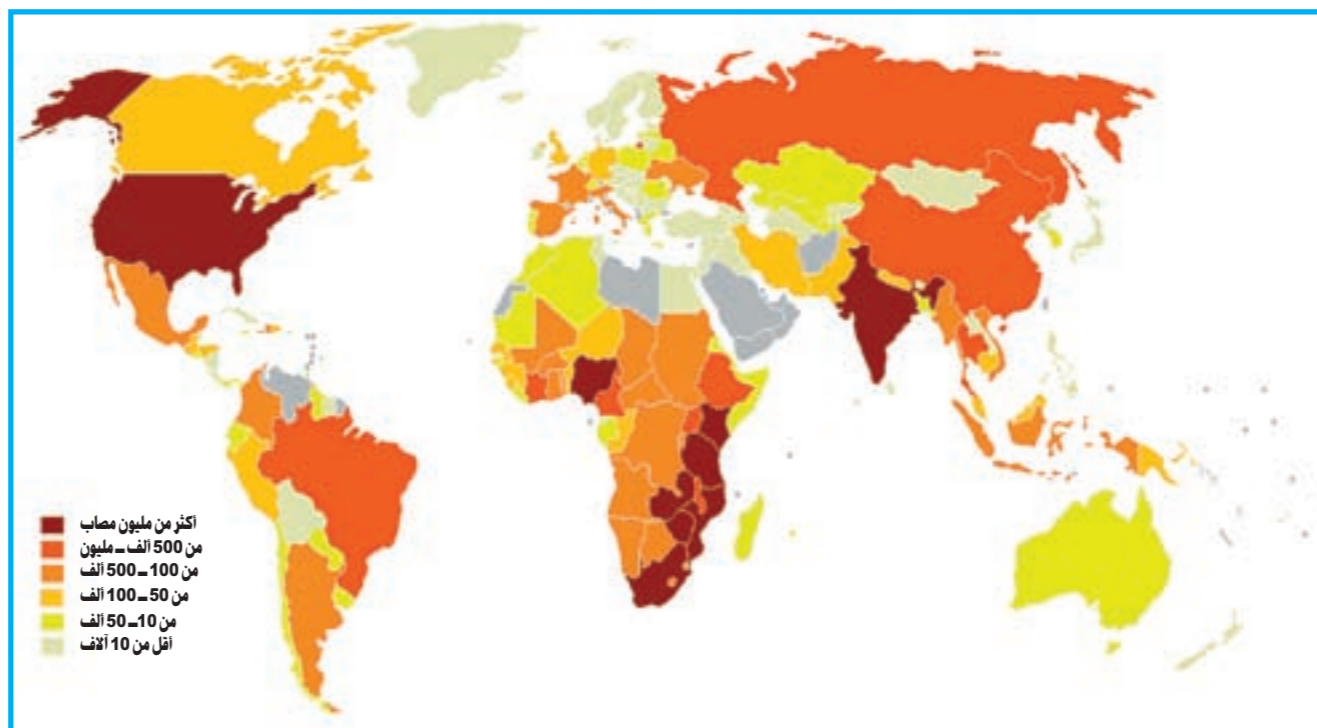 أكثر من مليون مصاب
من 500 ألف ـ مليون
من 100 ـ 500 ألف
من 50 ـ 100 ألف
من 10ـ 50 ألف
أقل من 10 آلاف